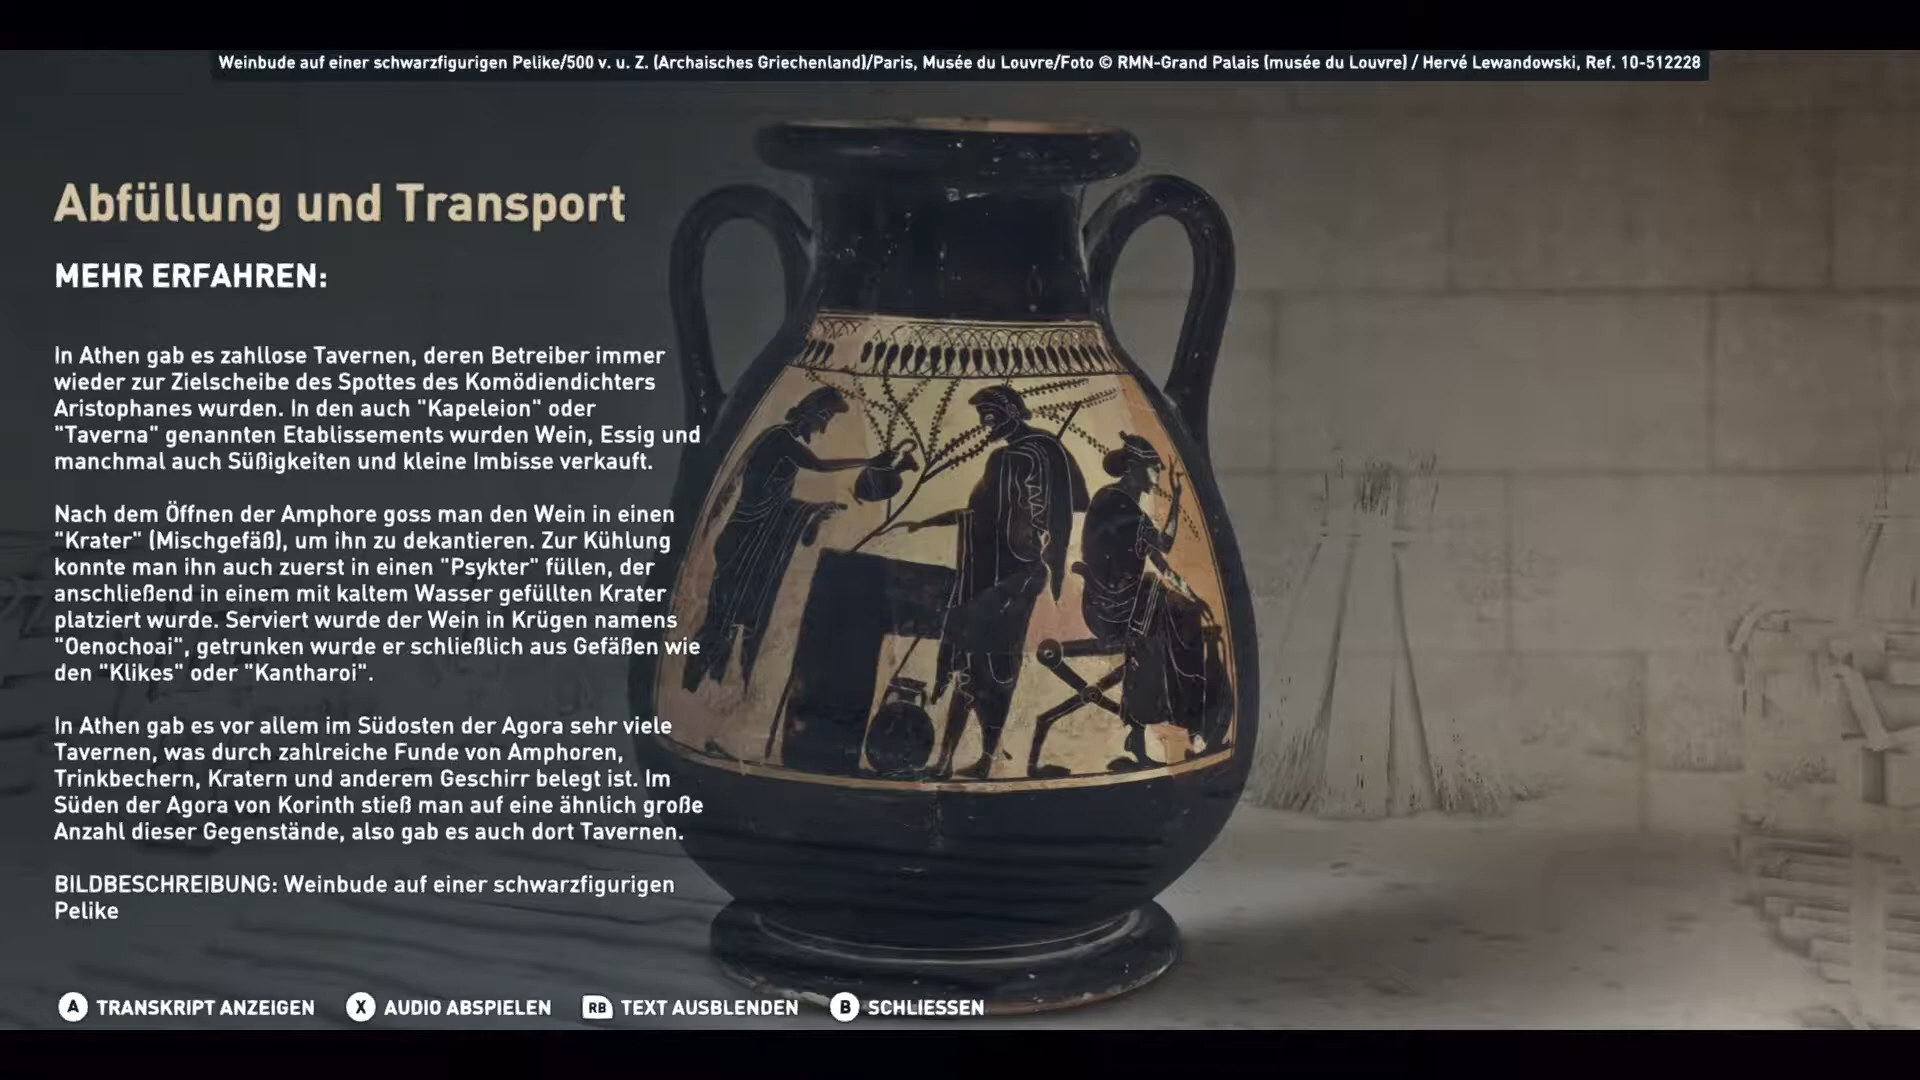 Weinbude auf einer schwarzfigurigen Pelike/500 v. u. Z. (Archaisches Griechenland)/Paris, Musée du Louvre/Foto © RMN-Grand Palais (musée du Louvre) / Hervé Lewandowski, Ref. 10-512228
Abfüllung und Transport
MEHR ERFAHREN:
In Athen gab es zahllose Tavernen, deren Betreiber immer
wieder zur Zielscheibe des Spottes des Komödiendichters
Aristophanes wurden. In den auch "Kapeleion" oder
"Taverna" genannten Etablissements wurden Wein, Essig und
manchmal auch Süßigkeiten und kleine Imbisse verkauft.
Nach dem Öffnen der Amphore goss man den Wein in einen
"Krater" (Mischgefäß), um ihn zu dekantieren. Zur Kühlung
konnte man ihn auch zuerst in einen "Psykter" füllen, der
anschließend in einem mit kaltem Wasser gefüllten Krater
platziert wurde. Serviert wurde der Wein in Krügen namens
"Oenochoai", getrunken wurde er schließlich aus Gefäßen wie
den "Klikes" oder "Kantharoi".
In Athen gab es vor allem im Südosten der Agora sehr viele
Tavernen, was durch zahlreiche Funde von Amphoren,
Trinkbechern, Kratern und anderem Geschirr belegt ist. Im
Süden der Agora von Korinth stieß man auf eine ähnlich große
Anzahl dieser Gegenstände, also gab es auch dort Tavernen.
BILDBESCHREIBUNG: Weinbude auf einer schwarzfigurigen
Pelike
A TRANSKRIPT ANZEIGEN X AUDIO ABSPIELEN RB TEXT AUSBLENDEN B SCHLIESSEN